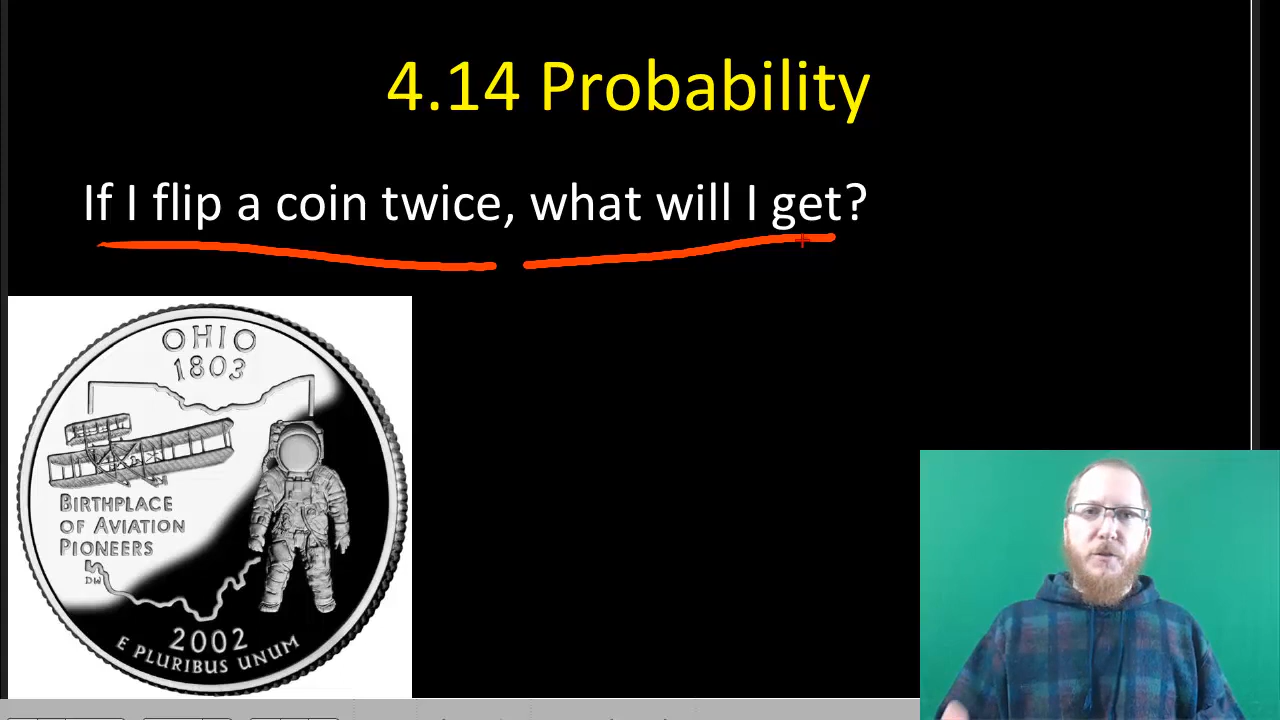 4.14 Probability
If I flip a coin twice, what will I get?
OHIO
1803
BIRTHPLACE
OF AVIATION
PIONEERS
DW
2002
E PLURIBUS UNUM